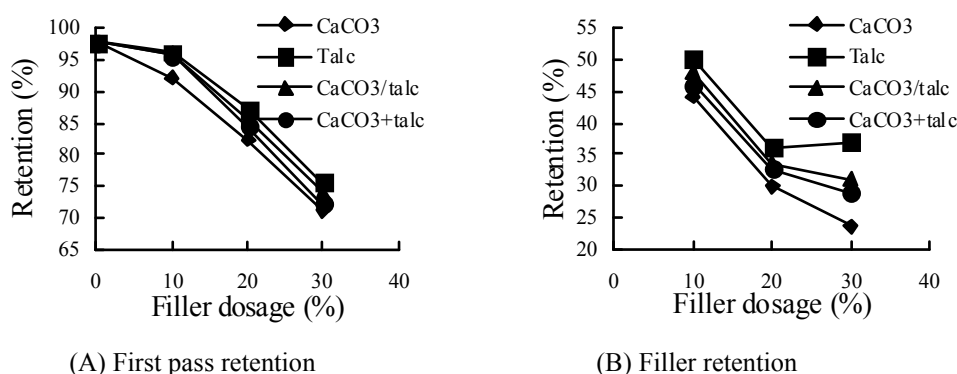 100
95
90
85
80
75
70
65
Retention (%)
0 10 20 30 40
Filler dosage (%)
CaCO3
Talc
CaCO3/talc
CaCO3+talc
(A) First pass retention
55
50
45
40
35
30
25
20
Retention (%)
0 10 20 30 40
Filler dosage (%)
CaCO3
Talc
CaCO3/talc
CaCO3+talc
(B) Filler retention